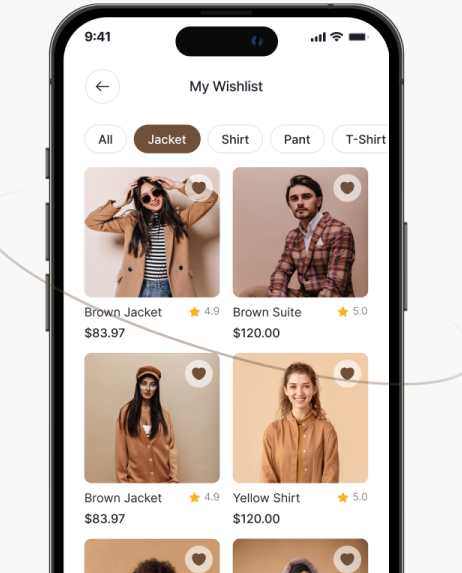 9:41
My Wishlist
All Jacket Shirt Pant T-Shirt
Brown Jacket 4.9 Brown Suite 5.0
$83.97 $120.00
Brown Jacket 4.9 Yellow Shirt 5.0
$83.97 $120.00